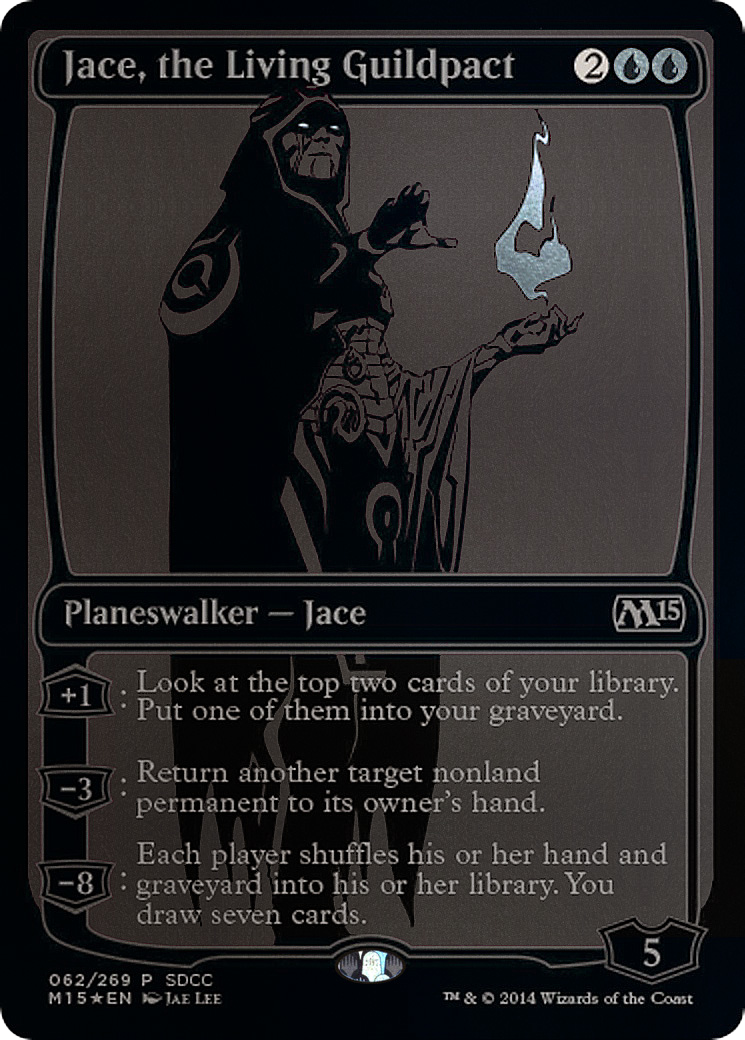 Jace, the Living Guildpact 2
Planeswalker — Jace M15
+1 : Look at the top two cards of your library.
Put one of them into your graveyard.
−3 : Return another target nonland
permanent to its owner's hand.
−8 : Each player shuffles his or her hand and
graveyard into his or her library. You
draw seven cards.
5
062/269 P SDCC
M15★EN Jae Lee
™ & © 2014 Wizards of the Coast